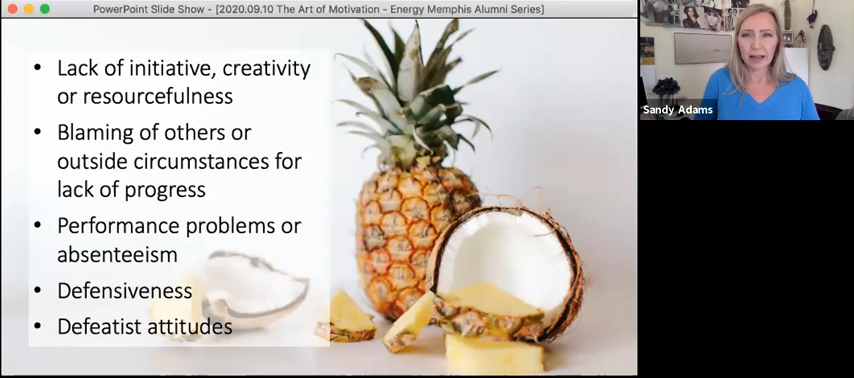 PowerPoint Slide Show - [2020.09.10 The Art of Motivation - Energy Memphis Alumni Series]
• Lack of initiative, creativity
or resourcefulness
• Blaming of others or
outside circumstances for
lack of progress
• Performance problems or
absenteeism
• Defensiveness
• Defeatist attitudes
Sandy Adams